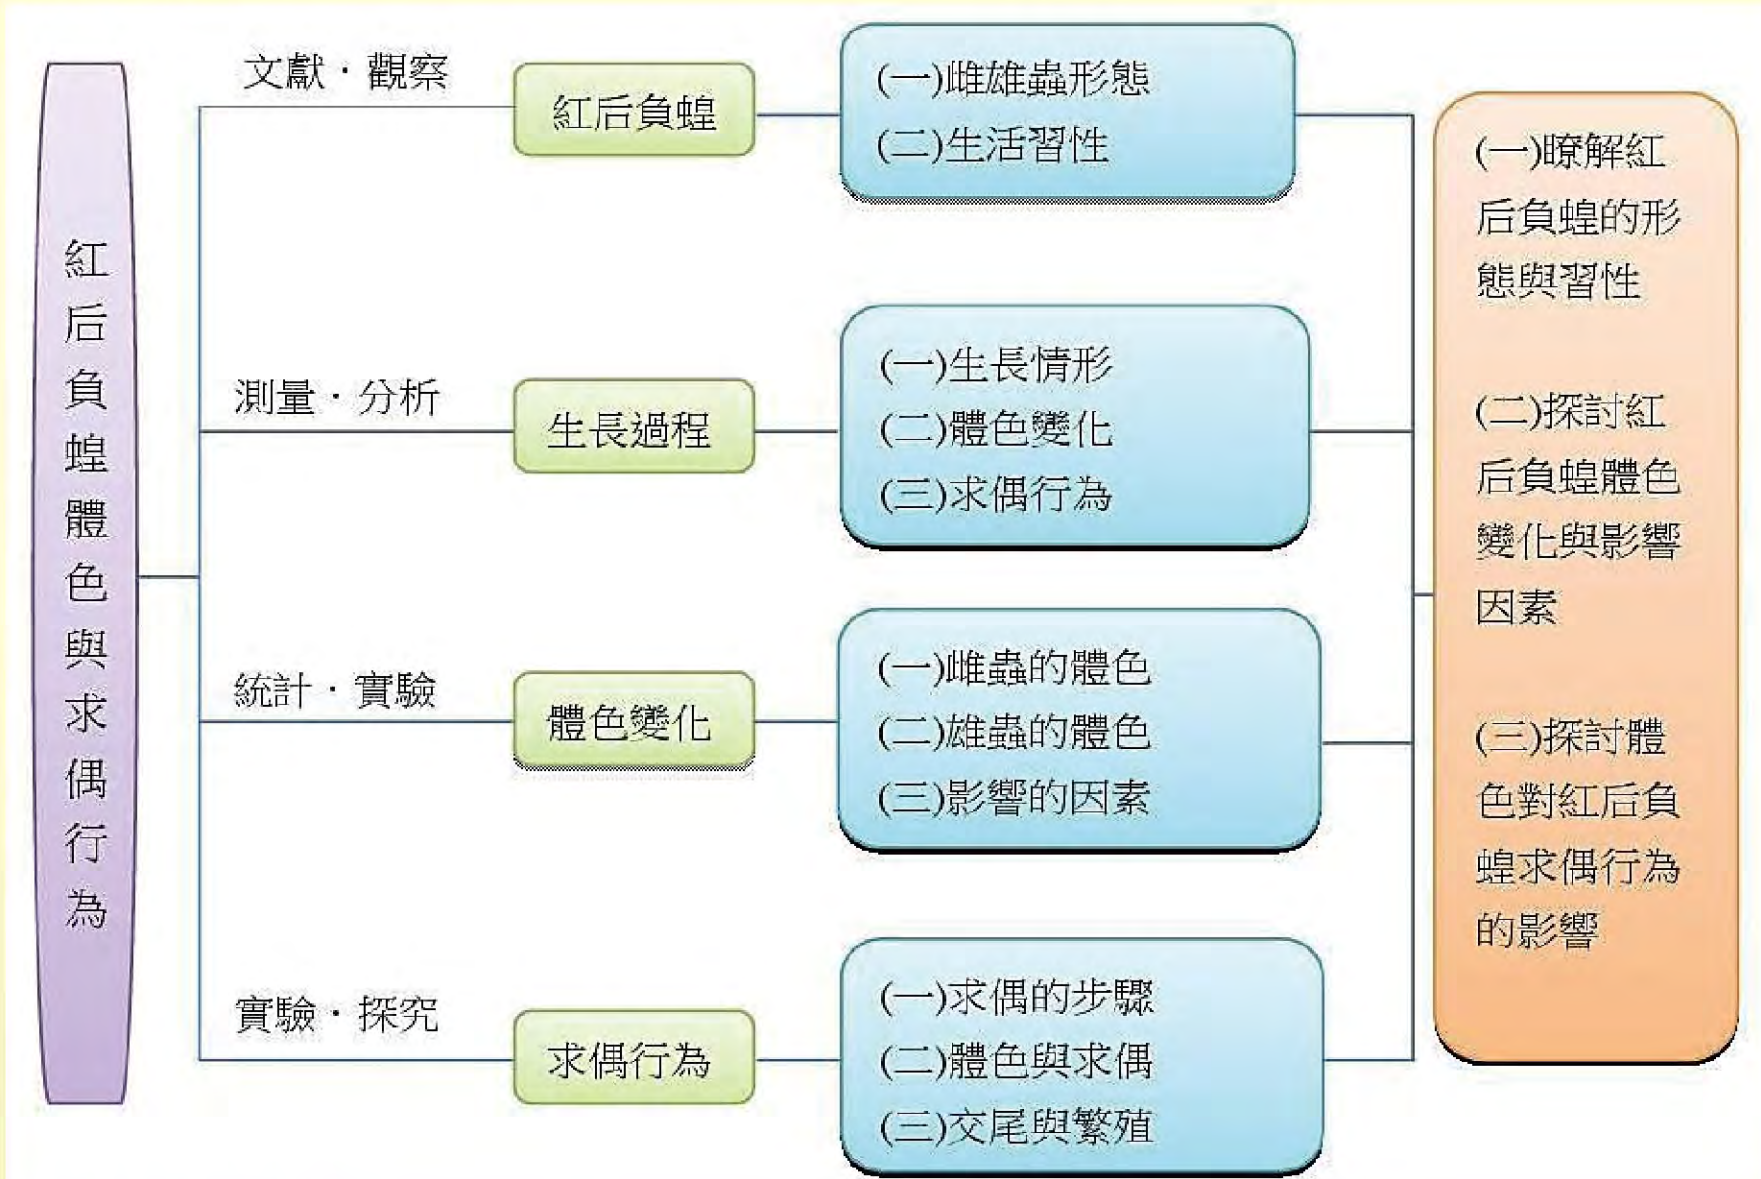 紅后負蝗體色與求偶行為
文獻．觀察
紅后負蝗
(一)雌雄蟲形態
(二)生活習性
測量．分析
生長過程
(一)生長情形
(二)體色變化
(三)求偶行為
統計．實驗
體色變化
(一)雌蟲的體色
(二)雄蟲的體色
(三)影響的因素
實驗．探究
求偶行為
(一)求偶的步驟
(二)體色與求偶
(三)交尾與繁殖
(一)瞭解紅
后負蝗的形
態與習性
(二)探討紅
后負蝗體色
變化與影響
因素
(三)探討體
色對紅后負
蝗求偶行為
的影響